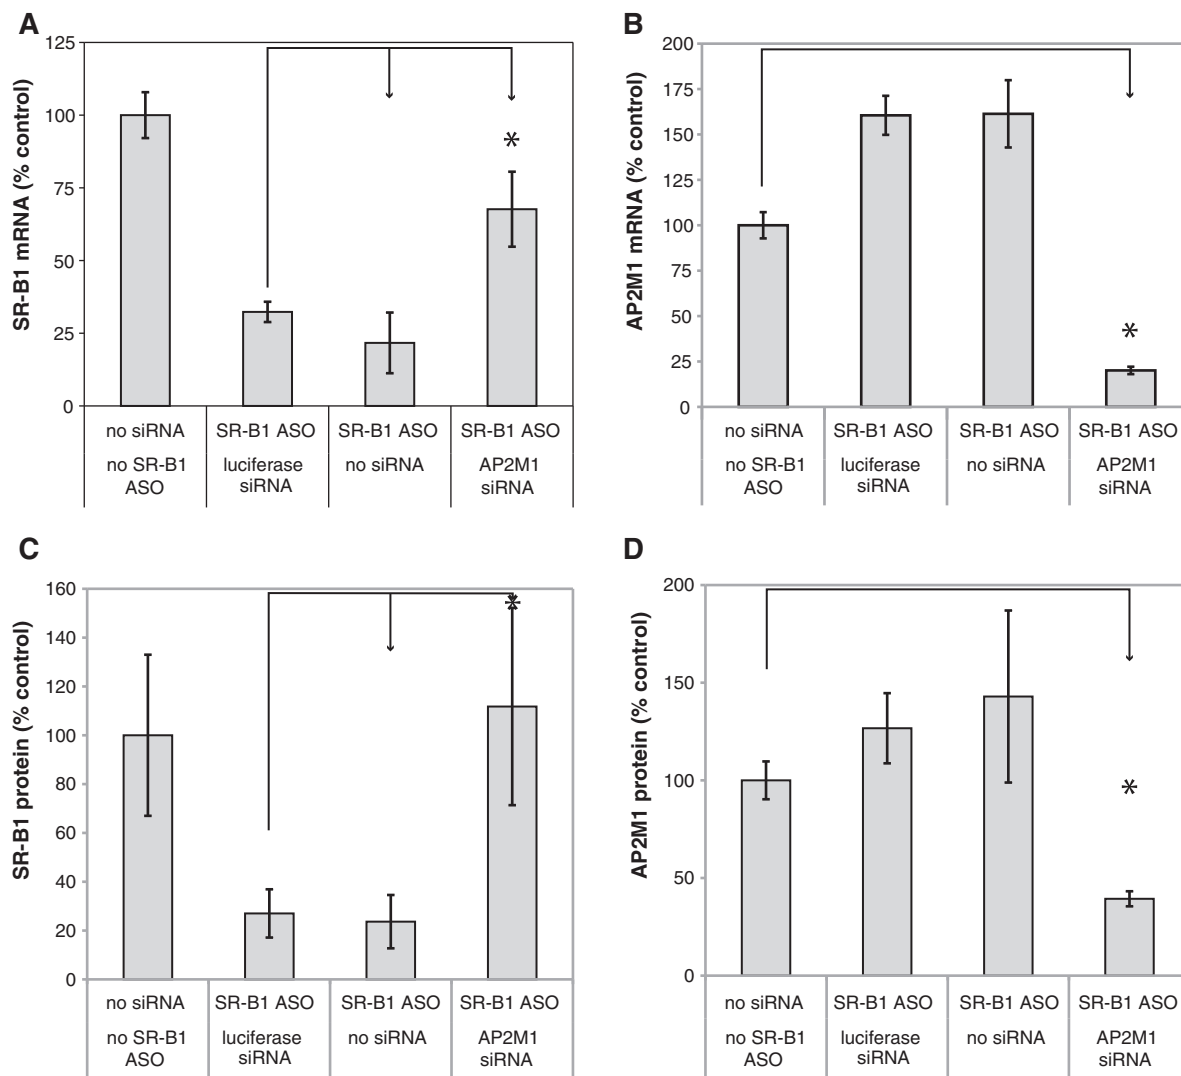 A
SR-B1 mRNA (% control)
125
100
75
50
25
0
no siRNA
SR-B1 ASO
SR-B1 ASO
SR-B1 ASO
no SR-B1
ASO
luciferase
siRNA
no siRNA
AP2M1
siRNA
*
B
AP2M1 mRNA (% control)
200
175
150
125
100
75
50
25
0
no siRNA
SR-B1 ASO
SR-B1 ASO
SR-B1 ASO
no SR-B1
ASO
luciferase
siRNA
no siRNA
AP2M1
siRNA
*
C
SR-B1 protein (% control)
160
140
120
100
80
60
40
20
0
no siRNA
SR-B1 ASO
SR-B1 ASO
SR-B1 ASO
no SR-B1
ASO
luciferase
siRNA
no siRNA
AP2M1
siRNA
*
D
AP2M1 protein (% control)
200
150
100
50
0
no siRNA
SR-B1 ASO
SR-B1 ASO
SR-B1 ASO
no SR-B1
ASO
luciferase
siRNA
no siRNA
AP2M1
siRNA
*